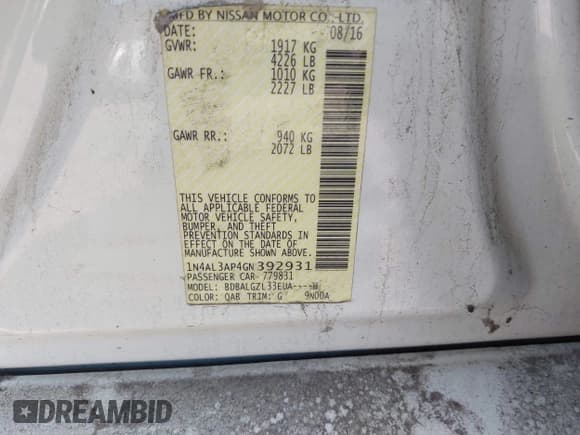 MFD BY NISSAN MOTOR CO., LTD.
DATE: 08/16
GVWR: 1917 KG
4226 LB
GAWR FR.: 1010 KG
2227 LB
GAWR RR.: 940 KG
2072 LB
THIS VEHICLE CONFORMS TO
ALL APPLICABLE FEDERAL
MOTOR VEHICLE SAFETY,
BUMPER, AND THEFT
PREVENTION STANDARDS IN
EFFECT ON THE DATE OF
MANUFACTURE SHOWN ABOVE.
1N4AL3AP4GN392931
PASSENGER CAR 779831
MODEL: BDBALGZL33EUA----M
COLOR: QAB TRIM: G 9N00A
DREAMBID